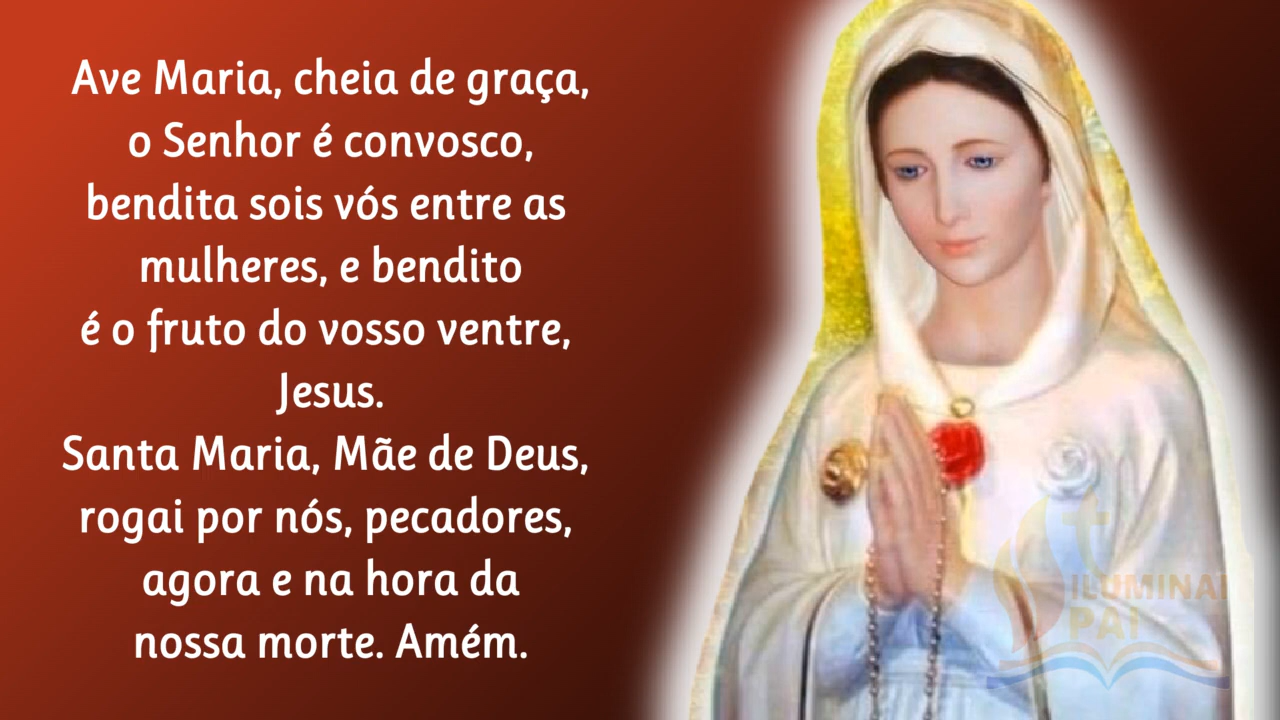 Ave Maria, cheia de graça,
o Senhor é convosco,
bendita sois vós entre as
mulheres, e bendito
é o fruto do vosso ventre,
Jesus.
Santa Maria, Mãe de Deus,
rogai por nós, pecadores,
agora e na hora da
nossa morte. Amém.
ILUMINAI
PAI